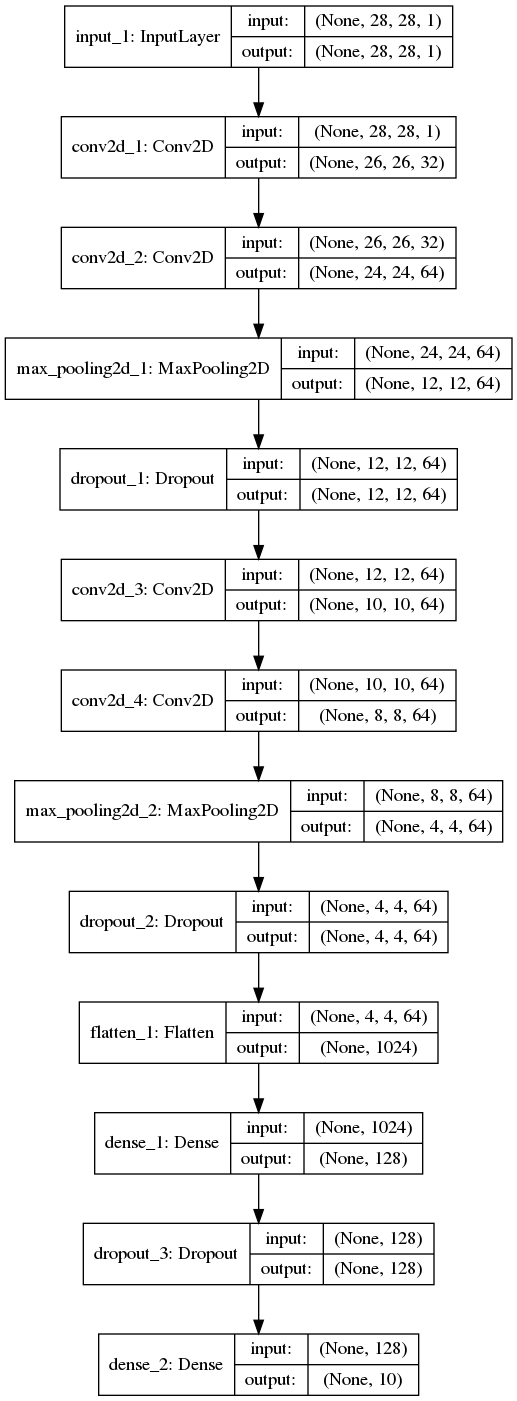 input_1: InputLayer
input:
(None, 28, 28, 1)
output:
(None, 28, 28, 1)
conv2d_1: Conv2D
input:
(None, 28, 28, 1)
output:
(None, 26, 26, 32)
conv2d_2: Conv2D
input:
(None, 26, 26, 32)
output:
(None, 24, 24, 64)
max_pooling2d_1: MaxPooling2D
input:
(None, 24, 24, 64)
output:
(None, 12, 12, 64)
dropout_1: Dropout
input:
(None, 12, 12, 64)
output:
(None, 12, 12, 64)
conv2d_3: Conv2D
input:
(None, 12, 12, 64)
output:
(None, 10, 10, 64)
conv2d_4: Conv2D
input:
(None, 10, 10, 64)
output:
(None, 8, 8, 64)
max_pooling2d_2: MaxPooling2D
input:
(None, 8, 8, 64)
output:
(None, 4, 4, 64)
dropout_2: Dropout
input:
(None, 4, 4, 64)
output:
(None, 4, 4, 64)
flatten_1: Flatten
input:
(None, 4, 4, 64)
output:
(None, 1024)
dense_1: Dense
input:
(None, 1024)
output:
(None, 128)
dropout_3: Dropout
input:
(None, 128)
output:
(None, 128)
dense_2: Dense
input:
(None, 128)
output:
(None, 10)